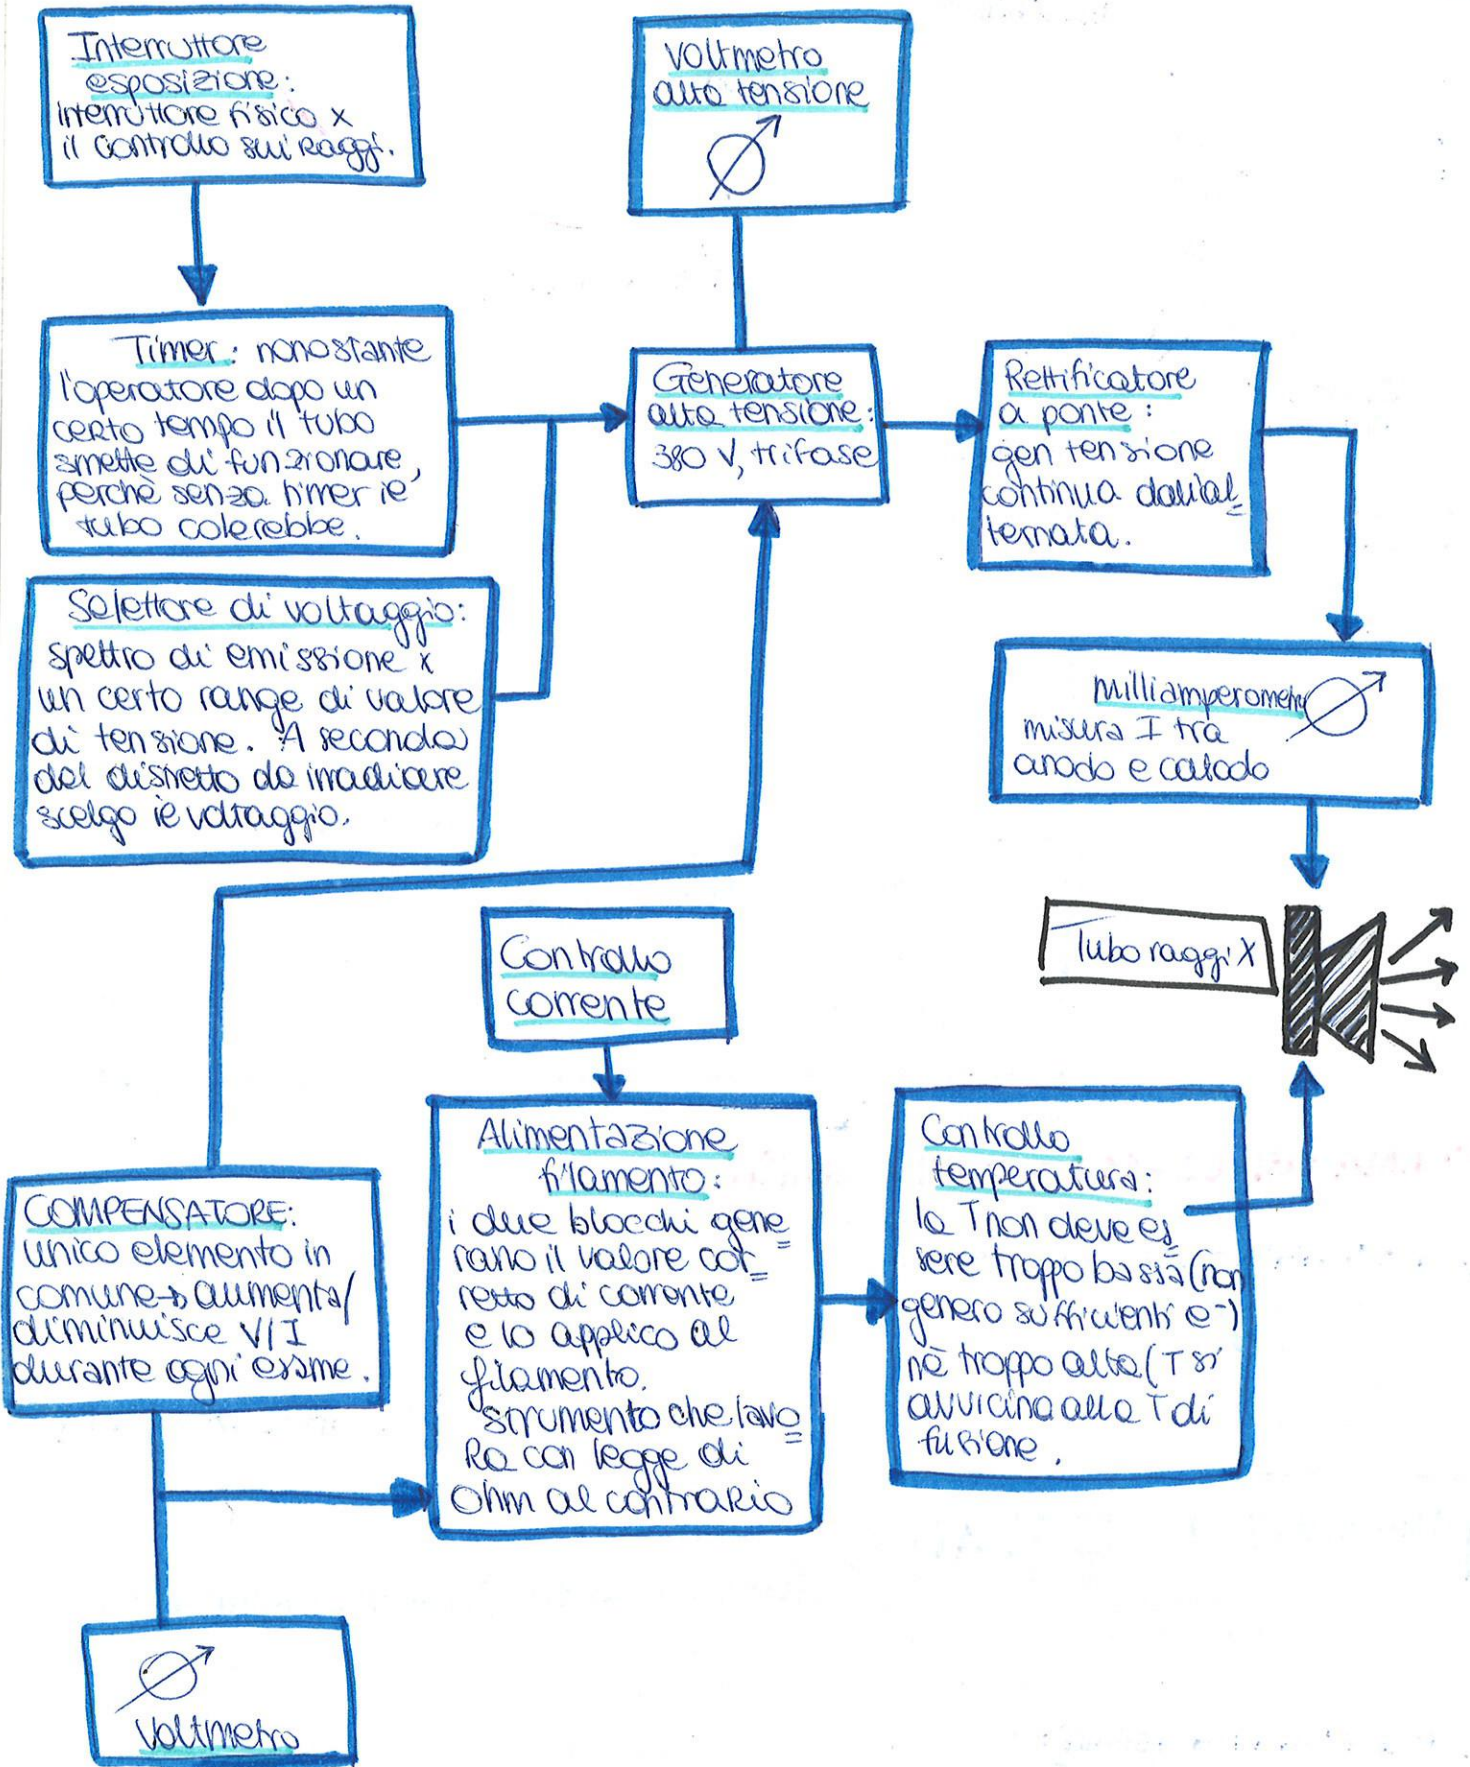 Interruttore
esposizione:
interruttore fisico x
il controllo sui raggi.
Voltmetro
alta tensione
Timer: nonostante
l'operatore dopo un
certo tempo il tubo
smette di funzionare,
perchè senza timer il
tubo colerebbe.
Generatore
alta tensione:
380 V, trifase
Rettificatore
a ponte:
gen tensione
continua dall'al
ternata.
Selettore di voltaggio:
spettro di emissione x
un certo range di valore
di tensione. A seconda
del distretto da irradiare
scelgo il voltaggio.
milliamperometro
misura I tra
anodo e catodo
Tubo raggi X
Controllo
corrente
Alimentazione
filamento:
i due blocchi gene
rano il valore cor
retto di corrente
e lo applico al
filamento.
strumento che lavo
ra con legge di
Ohm al contrario
Controllo
temperatura:
la T non deve es
sere troppo bassa (non
genero sufficienti e⁻)
nè troppo alta (T si
avvicina alla T di
fusione.
COMPENSATORE:
unico elemento in
comune → aumenta/
diminuisce V/I
durante ogni esame.
Voltmetro